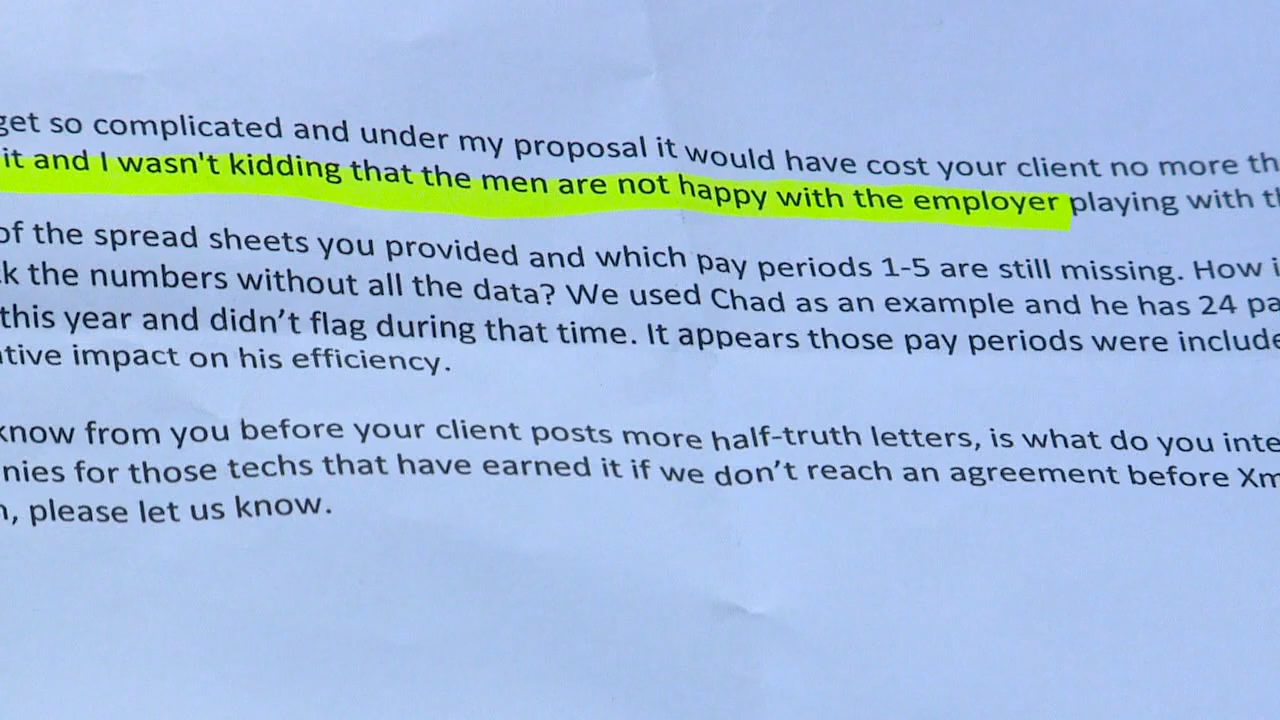 get so complicated and under my proposal it would have cost your client no more th
it and I wasn't kidding that the men are not happy with the employer playing with th
of the spread sheets you provided and which pay periods 1-5 are still missing. How i
k the numbers without all the data? We used Chad as an example and he has 24 pa
this year and didn’t flag during that time. It appears those pay periods were include
ative impact on his efficiency.
know from you before your client posts more half-truth letters, is what do you inte
nies for those techs that have earned it if we don’t reach an agreement before Xm
n, please let us know.